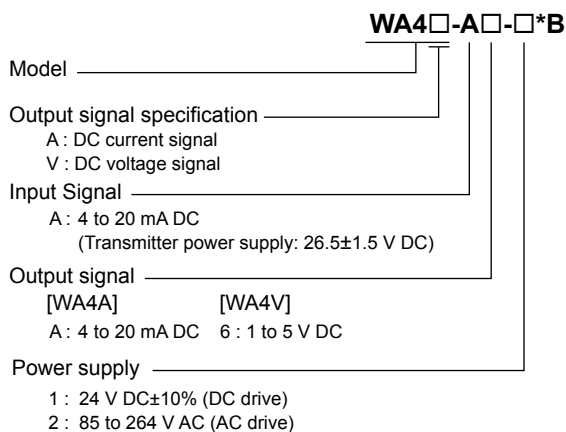 WA4□-A□-□*B
Model
Output signal specification
A : DC current signal
V : DC voltage signal
Input Signal
A : 4 to 20 mA DC
(Transmitter power supply: 26.5±1.5 V DC)
Output signal
[WA4A] [WA4V]
A : 4 to 20 mA DC 6 : 1 to 5 V DC
Power supply
1 : 24 V DC±10% (DC drive)
2 : 85 to 264 V AC (AC drive)